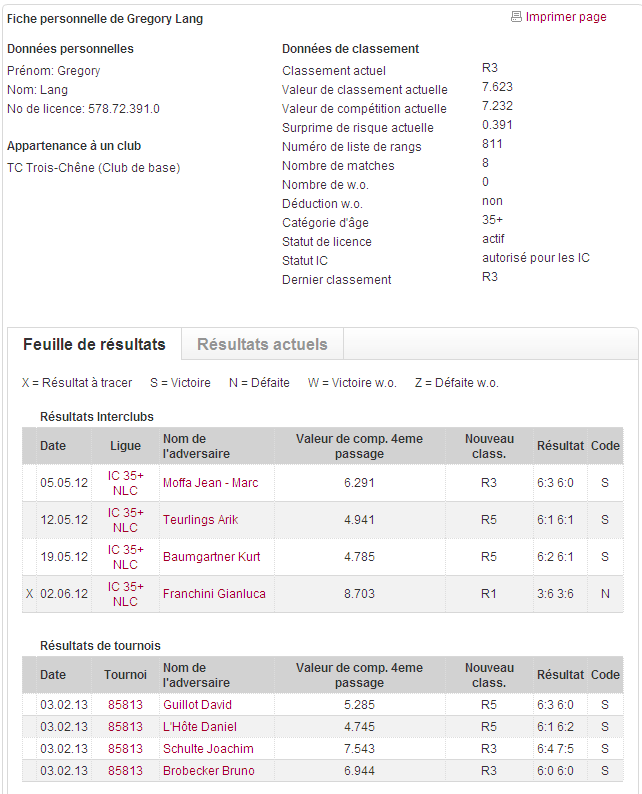 Fiche personnelle de Gregory Lang
Imprimer page
Données personnelles
Prénom: Gregory
Nom: Lang
No de licence: 578.72.391.0
Appartenance à un club
TC Trois-Chêne (Club de base)
Données de classement
Classement actuel R3
Valeur de classement actuelle 7.623
Valeur de compétition actuelle 7.232
Surprime de risque actuelle 0.391
Numéro de liste de rangs 811
Nombre de matches 8
Nombre de w.o. 0
Déduction w.o. non
Catégorie d'âge 35+
Statut de licence actif
Statut IC autorisé pour les IC
Dernier classement R3
Feuille de résultats Résultats actuels
X = Résultat à tracer S = Victoire N = Défaite W = Victoire w.o. Z = Défaite w.o.
Résultats Interclubs
Date Ligue Nom de l'adversaire Valeur de comp. 4eme passage Nouveau class. Résultat Code
05.05.12 IC 35+ NLC Moffa Jean - Marc 6.291 R3 6:3 6:0 S
12.05.12 IC 35+ NLC Teurlings Arik 4.941 R5 6:1 6:1 S
19.05.12 IC 35+ NLC Baumgartner Kurt 4.785 R5 6:2 6:1 S
X 02.06.12 IC 35+ NLC Franchini Gianluca 8.703 R1 3:6 3:6 N
Résultats de tournois
Date Tournoi Nom de l'adversaire Valeur de comp. 4eme passage Nouveau class. Résultat Code
03.02.13 85813 Guillot David 5.285 R5 6:3 6:0 S
03.02.13 85813 L'Hôte Daniel 4.745 R5 6:1 6:2 S
03.02.13 85813 Schulte Joachim 7.543 R3 6:4 7:5 S
03.02.13 85813 Brobecker Bruno 6.944 R3 6:0 6:0 S